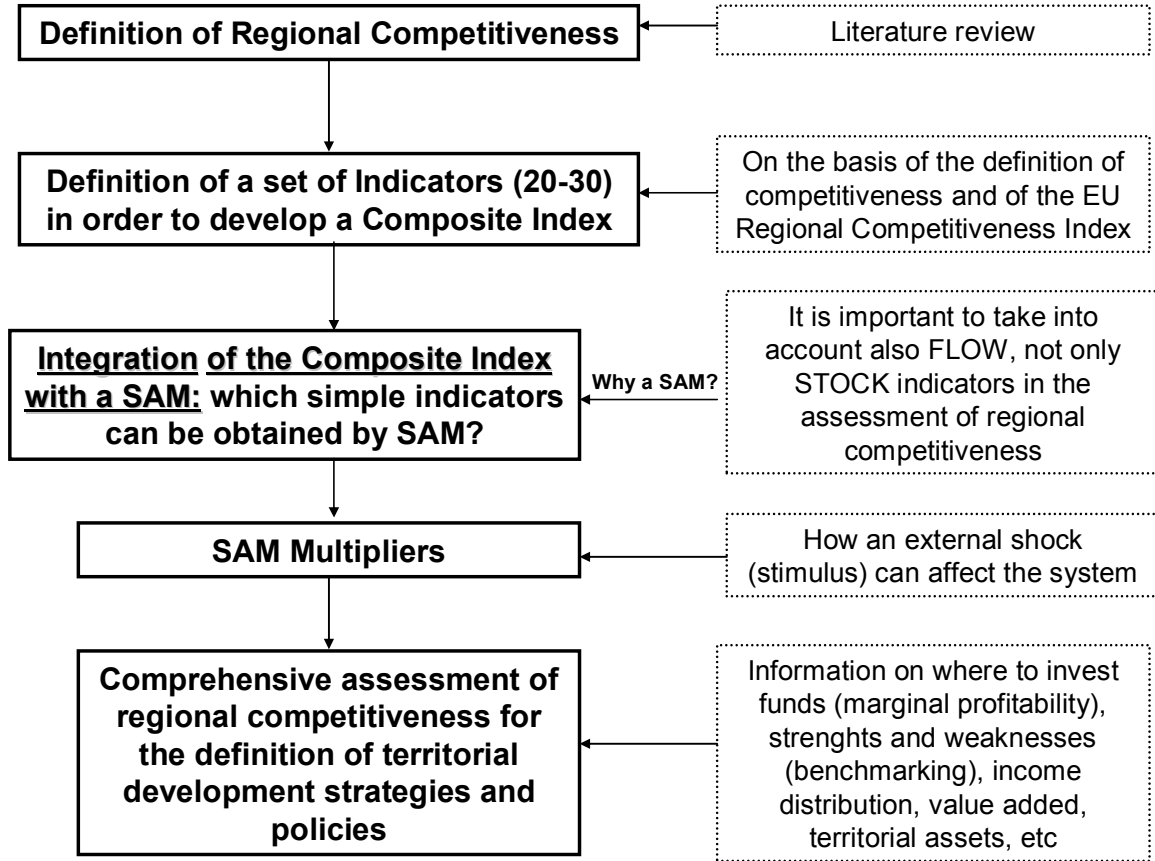 Definition of Regional Competitiveness
Literature review
Definition of a set of Indicators (20-30)
in order to develop a Composite Index
On the basis of the definition of
competitiveness and of the EU
Regional Competitiveness Index
Integration of the Composite Index
with a SAM: which simple indicators
can be obtained by SAM?
Why a SAM?
It is important to take into
account also FLOW, not only
STOCK indicators in the
assessment of regional
competitiveness
SAM Multipliers
How an external shock
(stimulus) can affect the system
Comprehensive assessment of
regional competitiveness for
the definition of territorial
development strategies and
policies
Information on where to invest
funds (marginal profitability),
strenghts and weaknesses
(benchmarking), income
distribution, value added,
territorial assets, etc